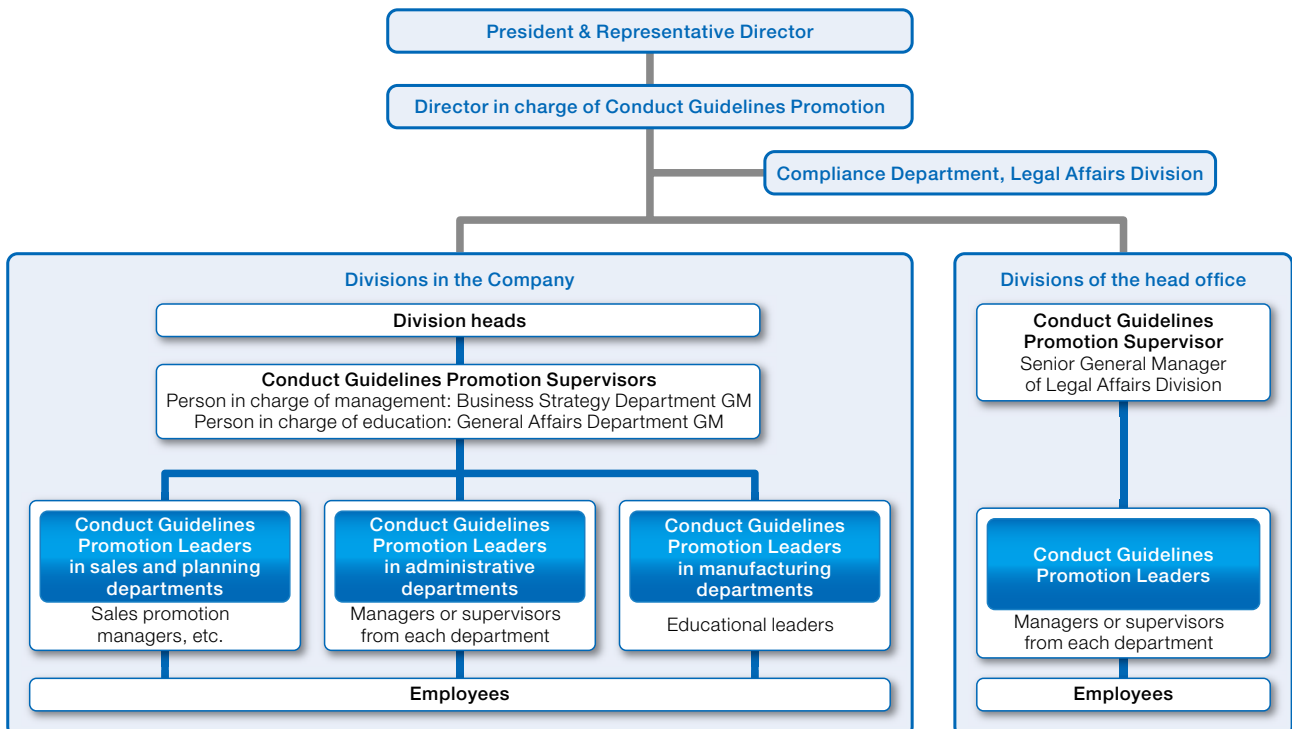 President & Representative Director
Director in charge of Conduct Guidelines Promotion
Compliance Department, Legal Affairs Division
Divisions in the Company
Division heads
Conduct Guidelines Promotion Supervisors
Person in charge of management: Business Strategy Department GM
Person in charge of education: General Affairs Department GM
Conduct Guidelines
Promotion Leaders
in sales and planning
departments
Sales promotion
managers, etc.
Conduct Guidelines
Promotion Leaders
in administrative
departments
Managers or supervisors
from each department
Conduct Guidelines
Promotion Leaders
in manufacturing
departments
Educational leaders
Employees
Divisions of the head office
Conduct Guidelines
Promotion Supervisor
Senior General Manager
of Legal Affairs Division
Conduct Guidelines
Promotion Leaders
Managers or supervisors
from each department
Employees